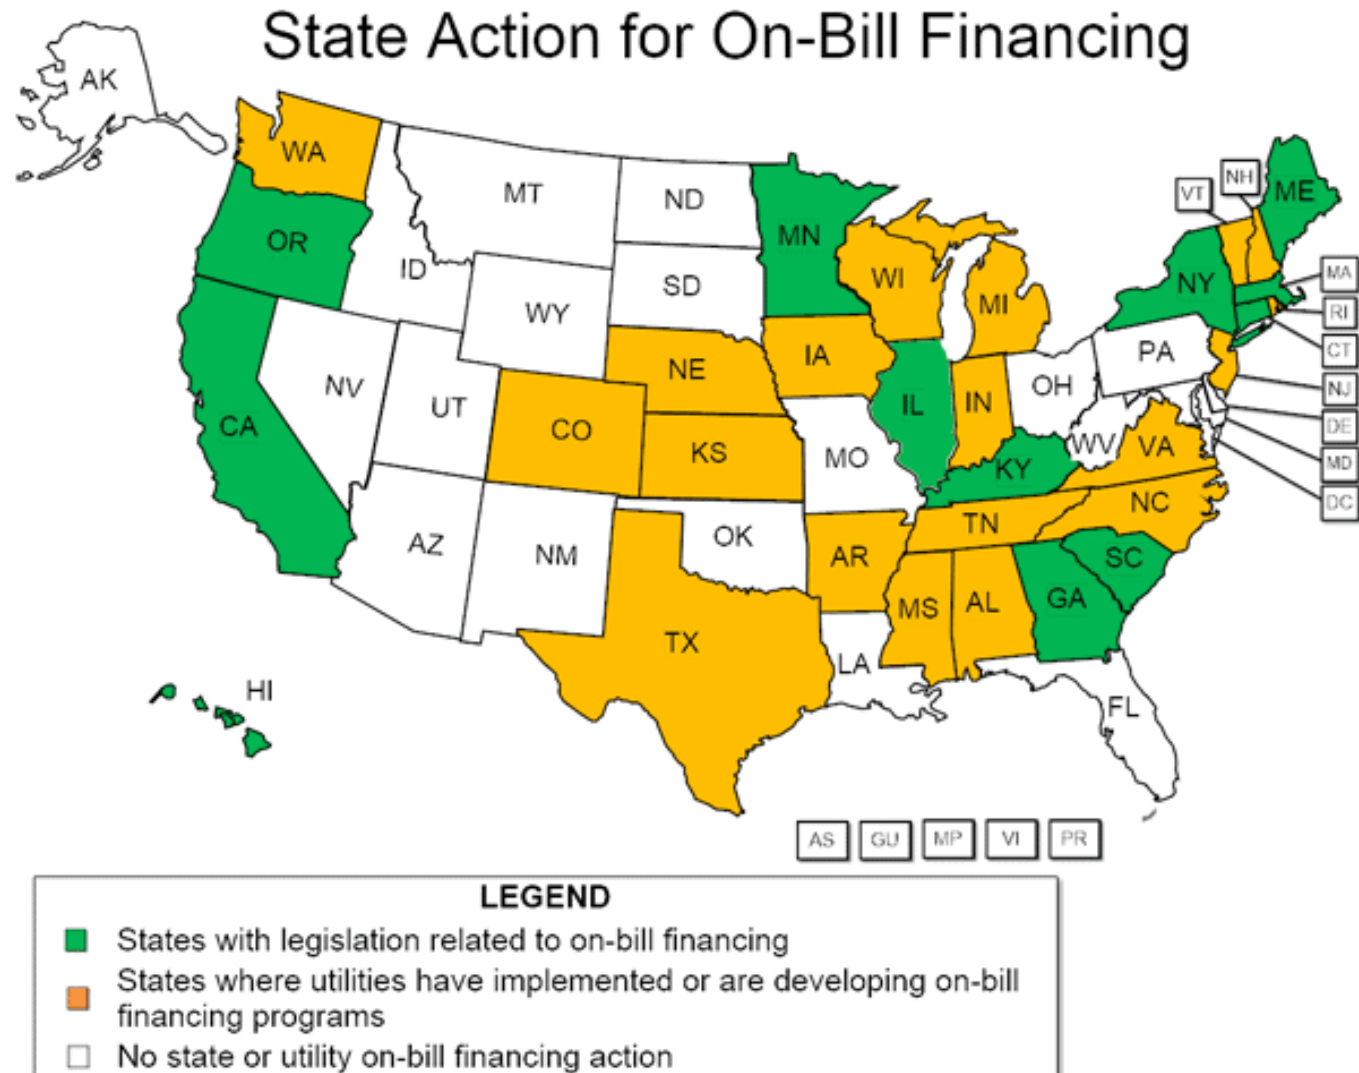 State Action for On-Bill Financing
AK
WA
MT
ND
MN
VT
NH
ME
OR
ID
SD
WI
MI
NY
MA
WY
RI
IA
PA
CT
NV
UT
NE
OH
NJ
CA
CO
IL
IN
DE
KS
MO
WV
VA
MD
KY
DC
AZ
NM
OK
TN
NC
AR
SC
MS
AL
GA
TX
LA
HI
FL
AS
GU
MP
VI
PR
LEGEND
States with legislation related to on-bill financing
States where utilities have implemented or are developing on-bill
financing programs
No state or utility on-bill financing action